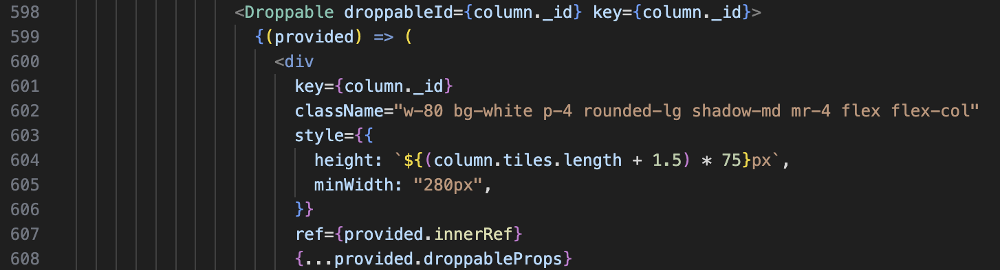 598 <Droppable droppableId={column._id} key={column._id}>
599 {(provided) => (
600 <div
601 key={column._id}
602 className="w-80 bg-white p-4 rounded-lg shadow-md mr-4 flex flex-col"
603 style={{
604 height: `${(column.tiles.length + 1.5) * 75}px`,
605 minWidth: "280px",
606 }}
607 ref={provided.innerRef}
608 {...provided.droppableProps}